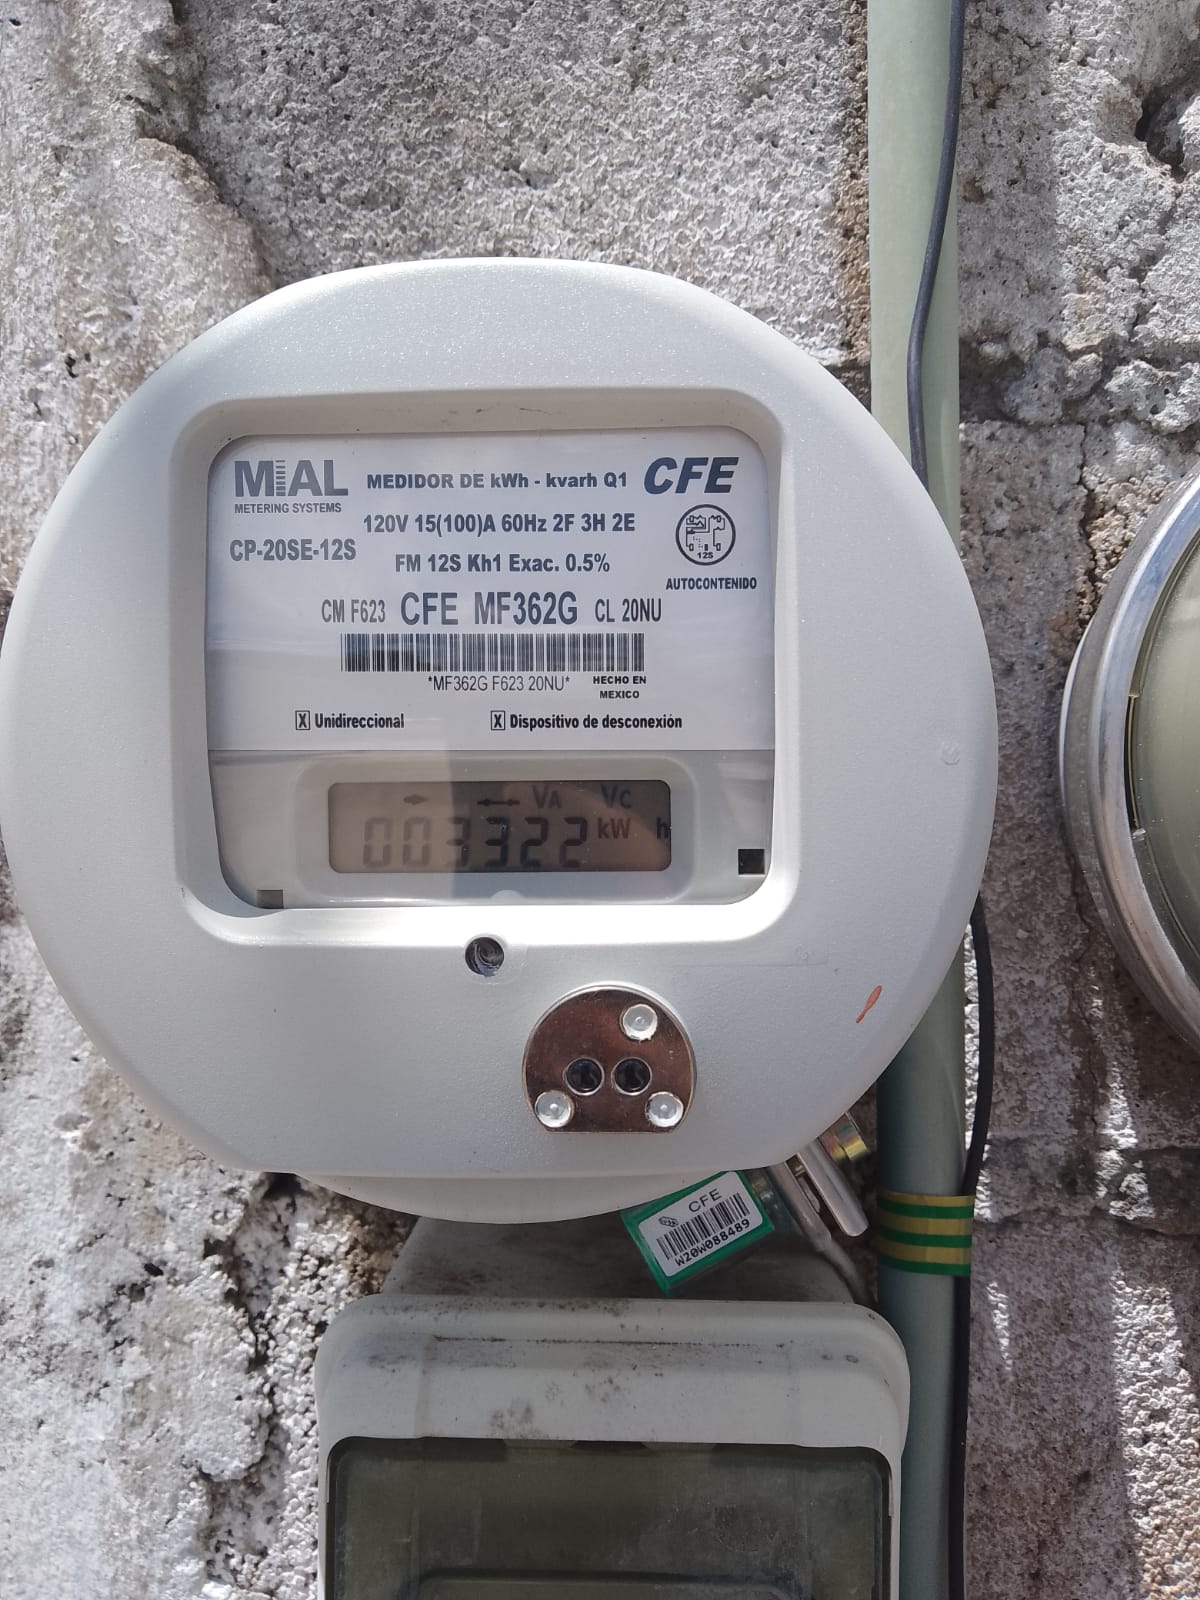 MIAL
METERING SYSTEMS
MEDIDOR DE kWh - kvarh Q1
CFE
120V 15(100)A 60Hz 2F 3H 2E
CP-20SE-12S
FM 12S Kh1 Exac. 0.5%
12S
AUTOCONTENIDO
CM F623 CFE MF362G CL 20NU
*MF362G F623 20NU*
HECHO EN
MEXICO
X Unidireccional
X Dispositivo de desconexión
VA VC
003322 kW h
CFE
W20W088489